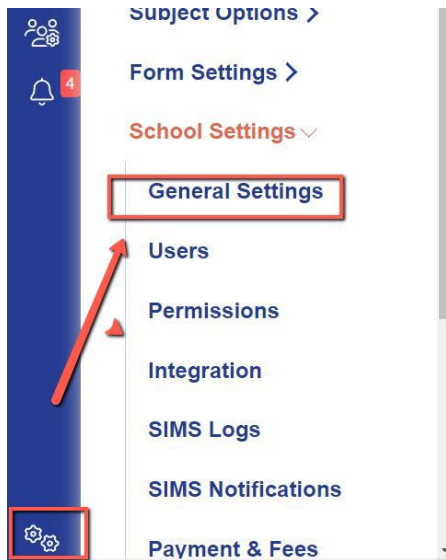 Subject Options >
Form Settings >
4
School Settings
General Settings
Users
Permissions
Integration
SIMS Logs
SIMS Notifications
Payment & Fees